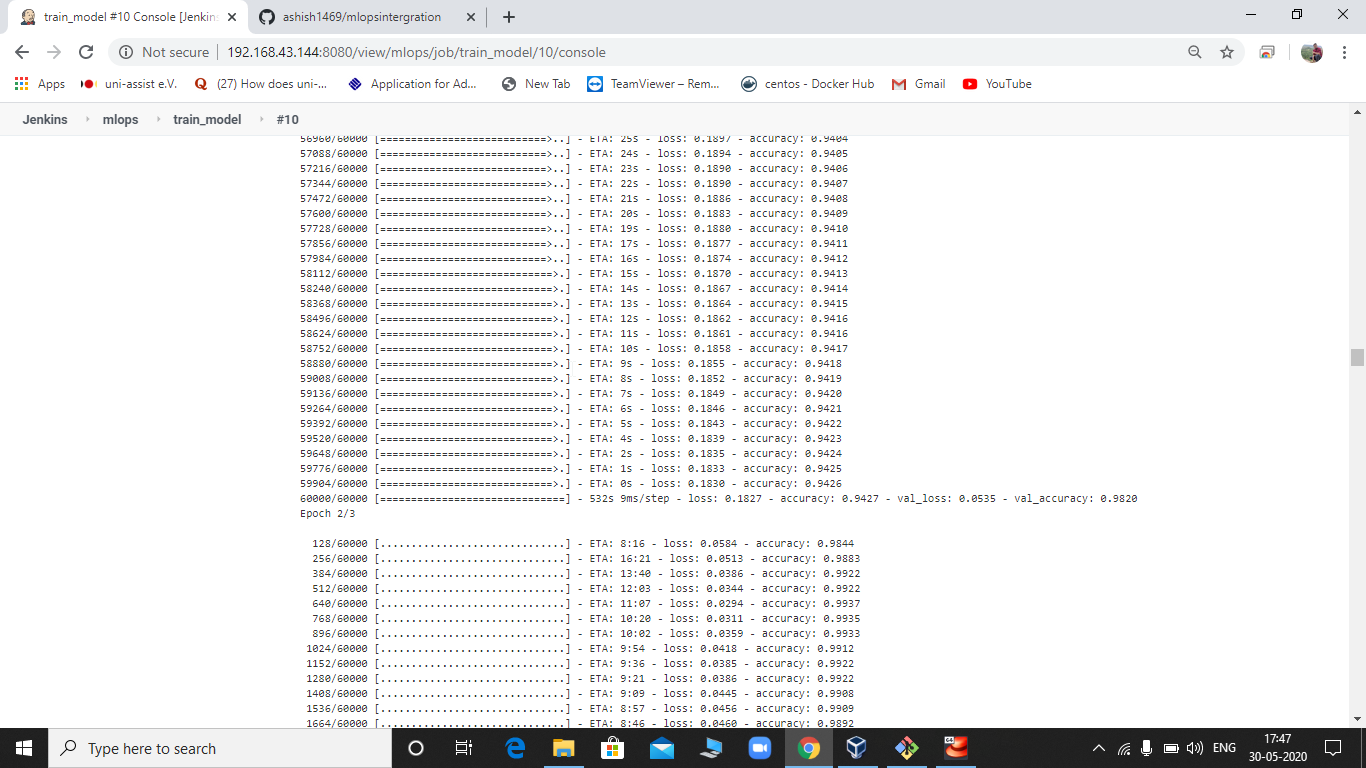 train_model #10 Console [Jenkins
ashish1469/mlopsintergration
Not secure
192.168.43.144:8080/view/mlops/job/train_model/10/console
Apps
uni-assist e.V.
(27) How does uni-...
Application for Ad...
New Tab
TeamViewer – Rem...
centos - Docker Hub
Gmail
YouTube
Jenkins
mlops
train_model
#10
56960/60000 [===========================>..] - ETA: 25s - loss: 0.1897 - accuracy: 0.9404
57088/60000 [===========================>..] - ETA: 24s - loss: 0.1894 - accuracy: 0.9405
57216/60000 [===========================>..] - ETA: 23s - loss: 0.1890 - accuracy: 0.9406
57344/60000 [===========================>..] - ETA: 22s - loss: 0.1890 - accuracy: 0.9407
57472/60000 [===========================>..] - ETA: 21s - loss: 0.1886 - accuracy: 0.9408
57600/60000 [===========================>..] - ETA: 20s - loss: 0.1883 - accuracy: 0.9409
57728/60000 [===========================>..] - ETA: 19s - loss: 0.1880 - accuracy: 0.9410
57856/60000 [===========================>..] - ETA: 17s - loss: 0.1877 - accuracy: 0.9411
57984/60000 [===========================>..] - ETA: 16s - loss: 0.1874 - accuracy: 0.9412
58112/60000 [============================>.] - ETA: 15s - loss: 0.1870 - accuracy: 0.9413
58240/60000 [============================>.] - ETA: 14s - loss: 0.1867 - accuracy: 0.9414
58368/60000 [============================>.] - ETA: 13s - loss: 0.1864 - accuracy: 0.9415
58496/60000 [============================>.] - ETA: 12s - loss: 0.1862 - accuracy: 0.9416
58624/60000 [============================>.] - ETA: 11s - loss: 0.1861 - accuracy: 0.9416
58752/60000 [============================>.] - ETA: 10s - loss: 0.1858 - accuracy: 0.9417
58880/60000 [============================>.] - ETA: 9s - loss: 0.1855 - accuracy: 0.9418
59008/60000 [============================>.] - ETA: 8s - loss: 0.1852 - accuracy: 0.9419
59136/60000 [============================>.] - ETA: 7s - loss: 0.1849 - accuracy: 0.9420
59264/60000 [============================>.] - ETA: 6s - loss: 0.1846 - accuracy: 0.9421
59392/60000 [============================>.] - ETA: 5s - loss: 0.1843 - accuracy: 0.9422
59520/60000 [============================>.] - ETA: 4s - loss: 0.1839 - accuracy: 0.9423
59648/60000 [============================>.] - ETA: 2s - loss: 0.1835 - accuracy: 0.9424
59776/60000 [============================>.] - ETA: 1s - loss: 0.1833 - accuracy: 0.9425
59904/60000 [============================>.] - ETA: 0s - loss: 0.1830 - accuracy: 0.9426
60000/60000 [==============================] - 532s 9ms/step - loss: 0.1827 - accuracy: 0.9427 - val_loss: 0.0535 - val_accuracy: 0.9820
Epoch 2/3
128/60000 [..............................] - ETA: 8:16 - loss: 0.0584 - accuracy: 0.9844
256/60000 [..............................] - ETA: 16:21 - loss: 0.0513 - accuracy: 0.9883
384/60000 [..............................] - ETA: 13:40 - loss: 0.0386 - accuracy: 0.9922
512/60000 [..............................] - ETA: 12:03 - loss: 0.0344 - accuracy: 0.9922
640/60000 [..............................] - ETA: 11:07 - loss: 0.0294 - accuracy: 0.9937
768/60000 [..............................] - ETA: 10:20 - loss: 0.0311 - accuracy: 0.9935
896/60000 [..............................] - ETA: 10:02 - loss: 0.0359 - accuracy: 0.9933
1024/60000 [..............................] - ETA: 9:54 - loss: 0.0418 - accuracy: 0.9912
1152/60000 [..............................] - ETA: 9:36 - loss: 0.0385 - accuracy: 0.9922
1280/60000 [..............................] - ETA: 9:21 - loss: 0.0386 - accuracy: 0.9922
1408/60000 [..............................] - ETA: 9:09 - loss: 0.0445 - accuracy: 0.9908
1536/60000 [..............................] - ETA: 8:57 - loss: 0.0456 - accuracy: 0.9909
1664/60000 [..............................] - ETA: 8:46 - loss: 0.0460 - accuracy: 0.9892
Type here to search
ENG
17:47
30-05-2020